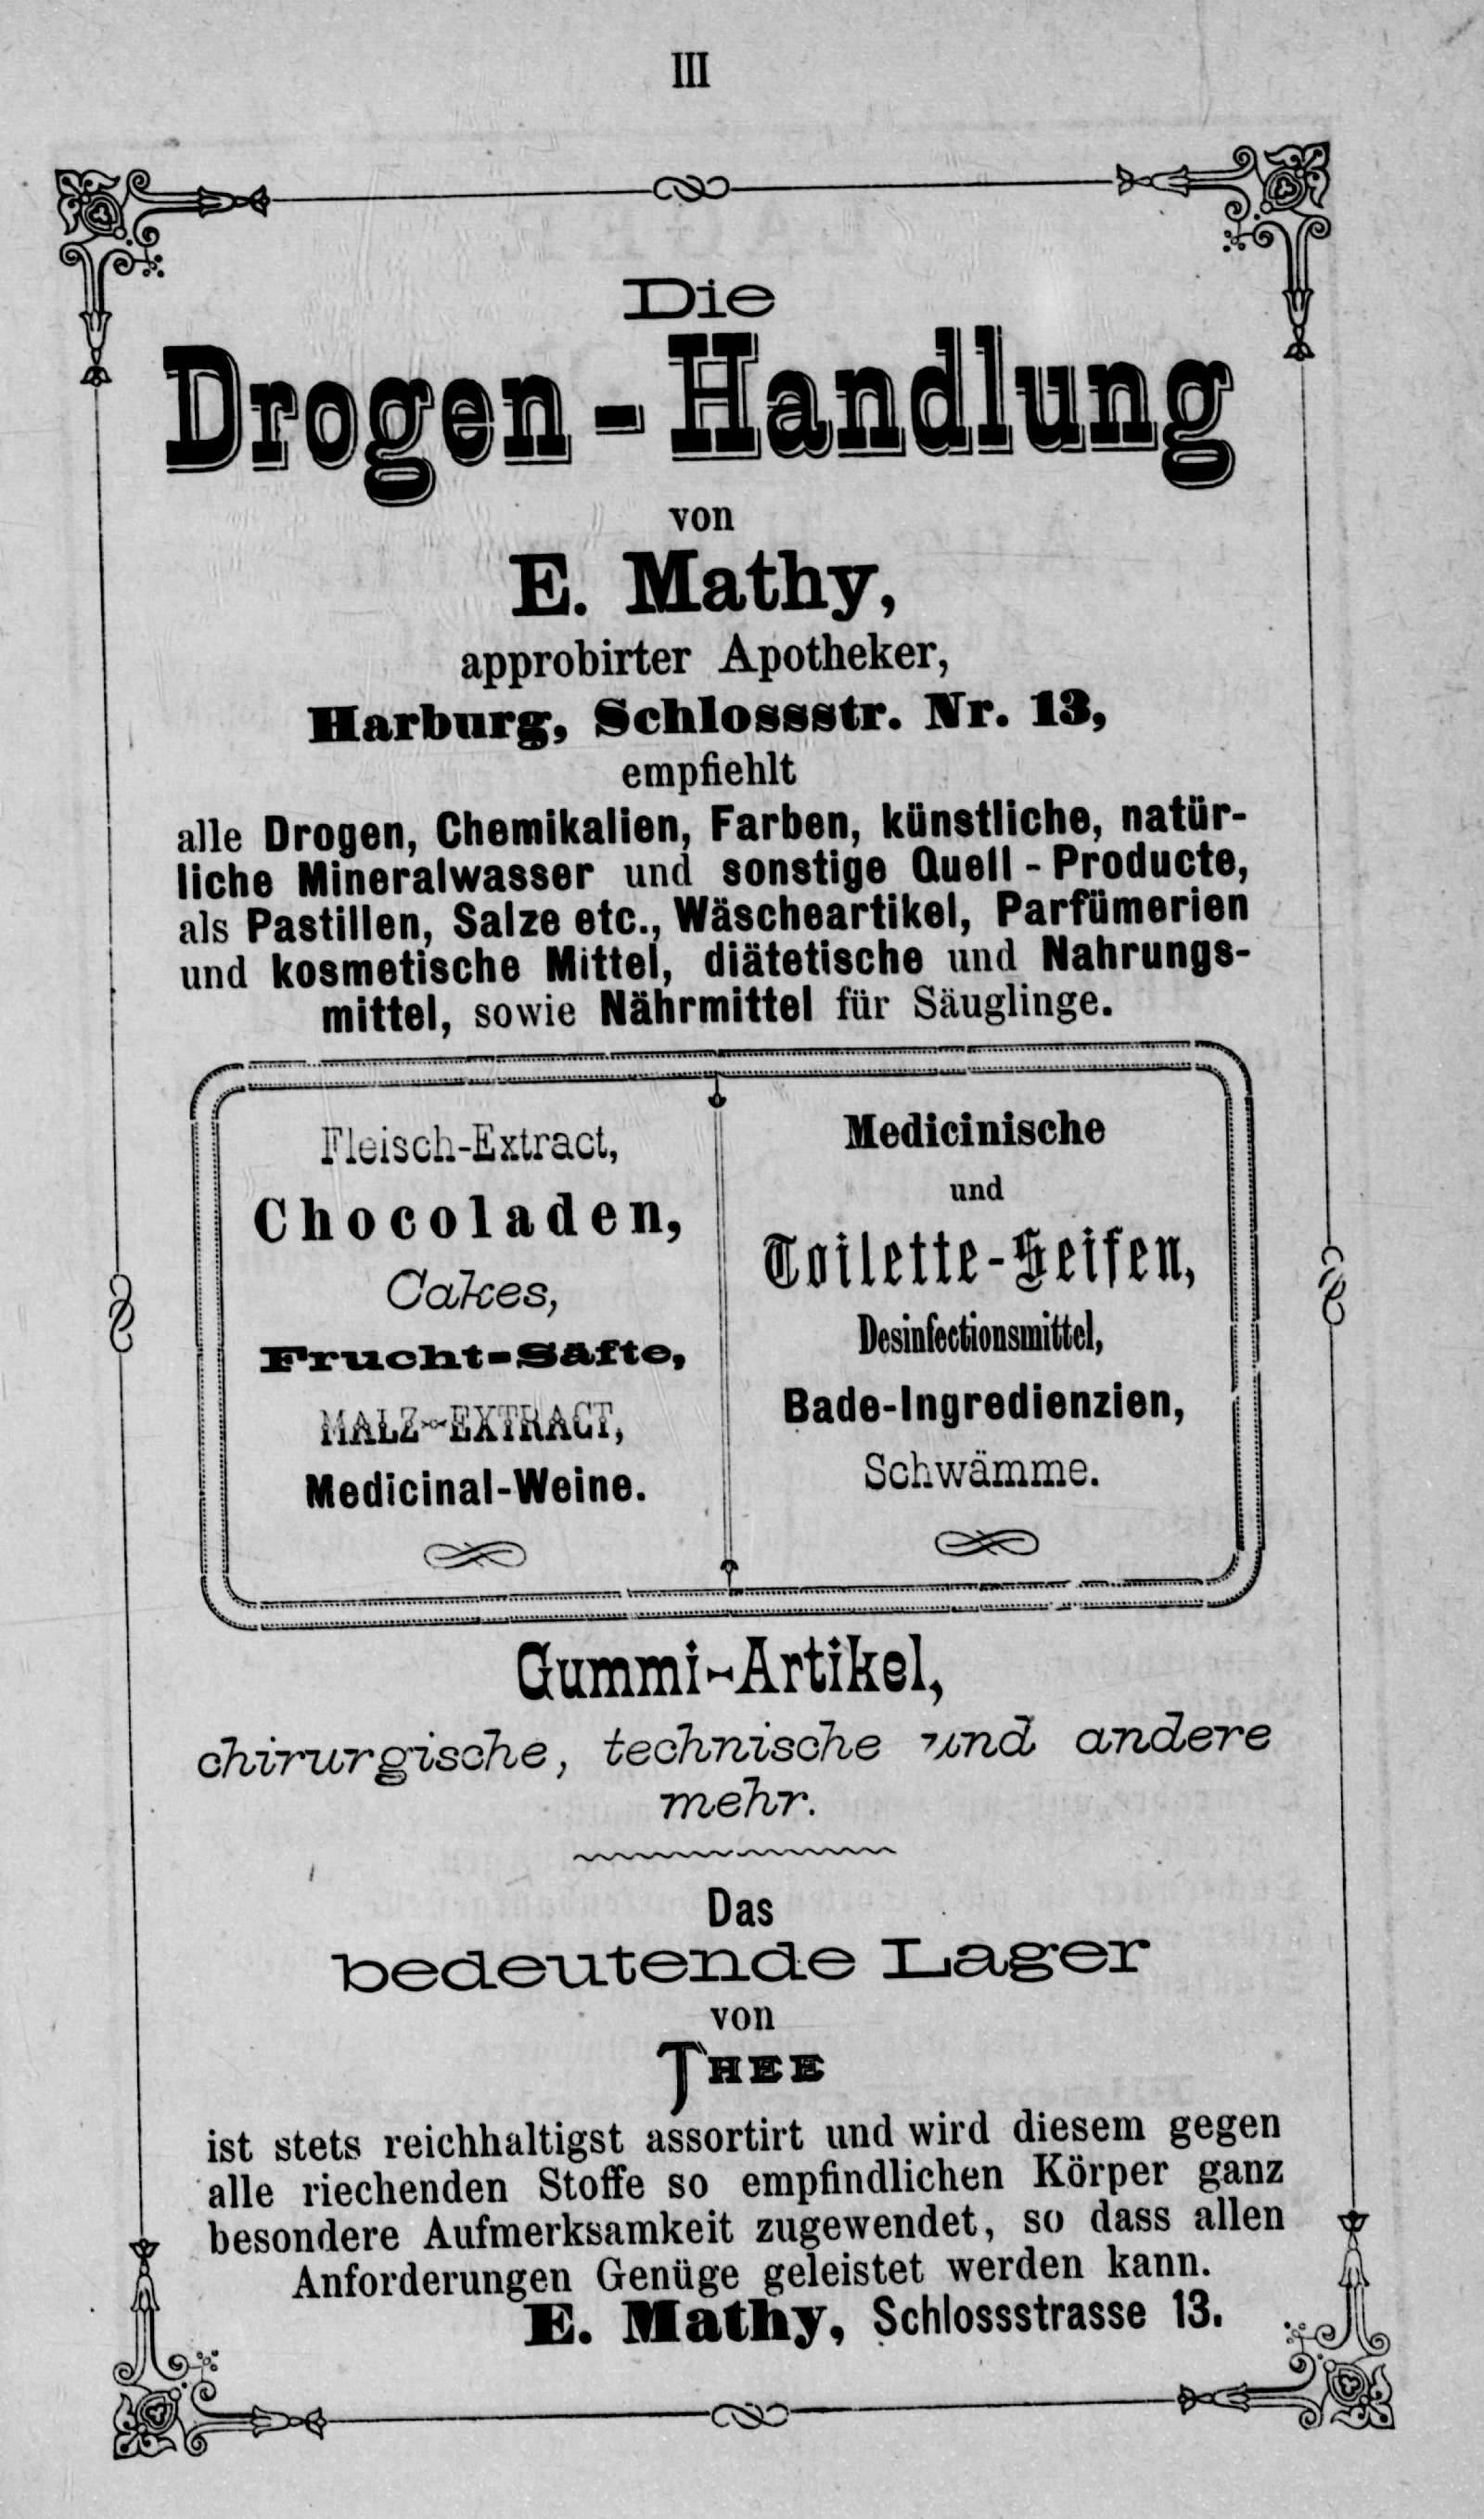 III
Die
Drogen-Handlung
von
E. Mathy,
approbirter Apotheker,
Harburg, Schlossstr. Nr. 13,
empfiehlt
alle Drogen, Chemikalien, Farben, künstliche, natür-
liche Mineralwasser und sonstige Quell-Producte,
als Pastillen, Salze etc., Wäscheartikel, Parfümerien
und kosmetische Mittel, diätetische und Nahrungs-
mittel, sowie Nährmittel für Säuglinge.
Fleisch-Extract,
Chocoladen,
Cakes,
Frucht-Säfte,
MALZ-EXTRACT,
Medicinal-Weine.
Medicinische
und
Toilette-Seifen,
Desinfectionsmittel,
Bade-Ingredienzien,
Schwämme.
Gummi-Artikel,
chirurgische, technische und andere
mehr.
Das
bedeutende Lager
von
THEE
ist stets reichhaltigst assortirt und wird diesem gegen
alle riechenden Stoffe so empfindlichen Körper ganz
besondere Aufmerksamkeit zugewendet, so dass allen
Anforderungen Genüge geleistet werden kann.
E. Mathy, Schlossstrasse 13.